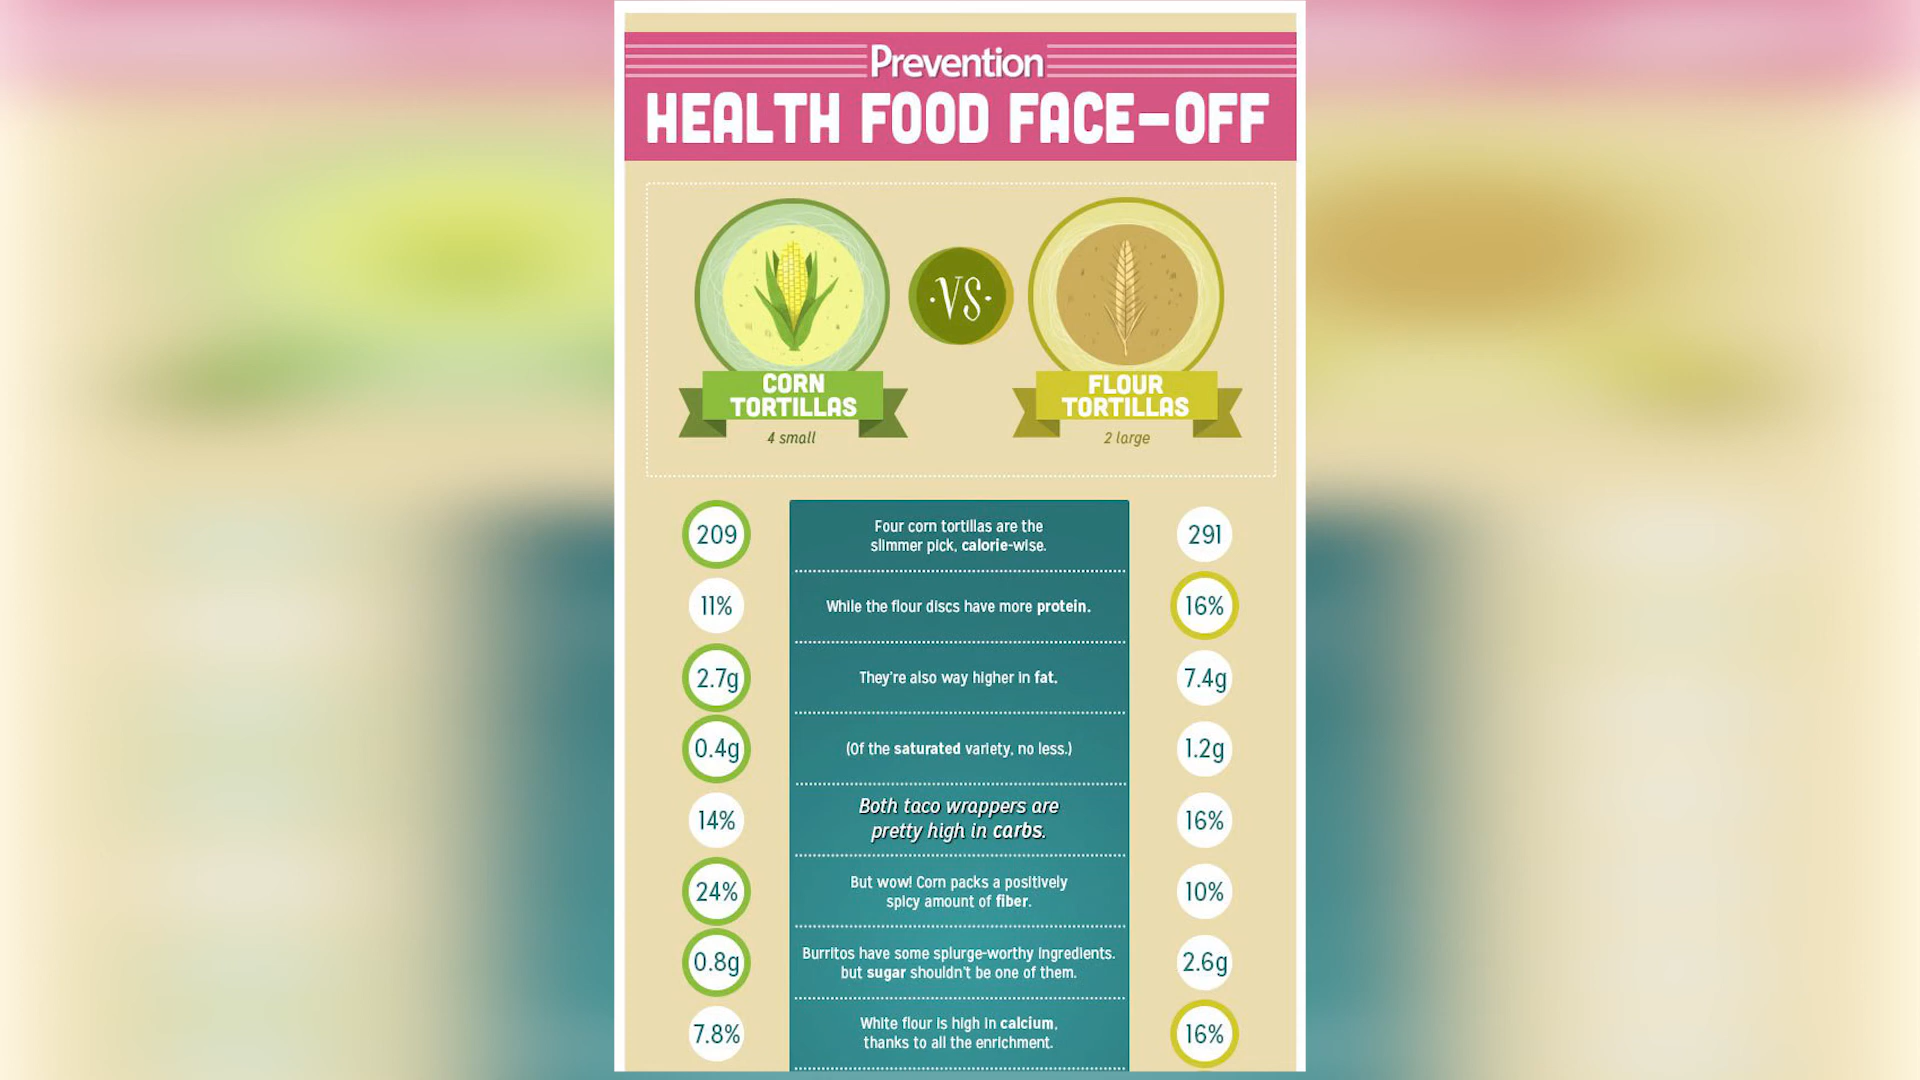 Prevention
HEALTH FOOD FACE-OFF
CORN
TORTILLAS
4 small
·VS·
FLOUR
TORTILLAS
2 large
209
Four corn tortillas are the
slimmer pick, calorie-wise.
291
11%
While the flour discs have more protein.
16%
2.7g
They're also way higher in fat.
7.4g
0.4g
(Of the saturated variety, no less.)
1.2g
14%
Both taco wrappers are
pretty high in carbs.
16%
24%
But wow! Corn packs a positively
spicy amount of fiber.
10%
0.8g
Burritos have some splurge-worthy ingredients.
but sugar shouldn't be one of them.
2.6g
7.8%
White flour is high in calcium,
thanks to all the enrichment.
16%